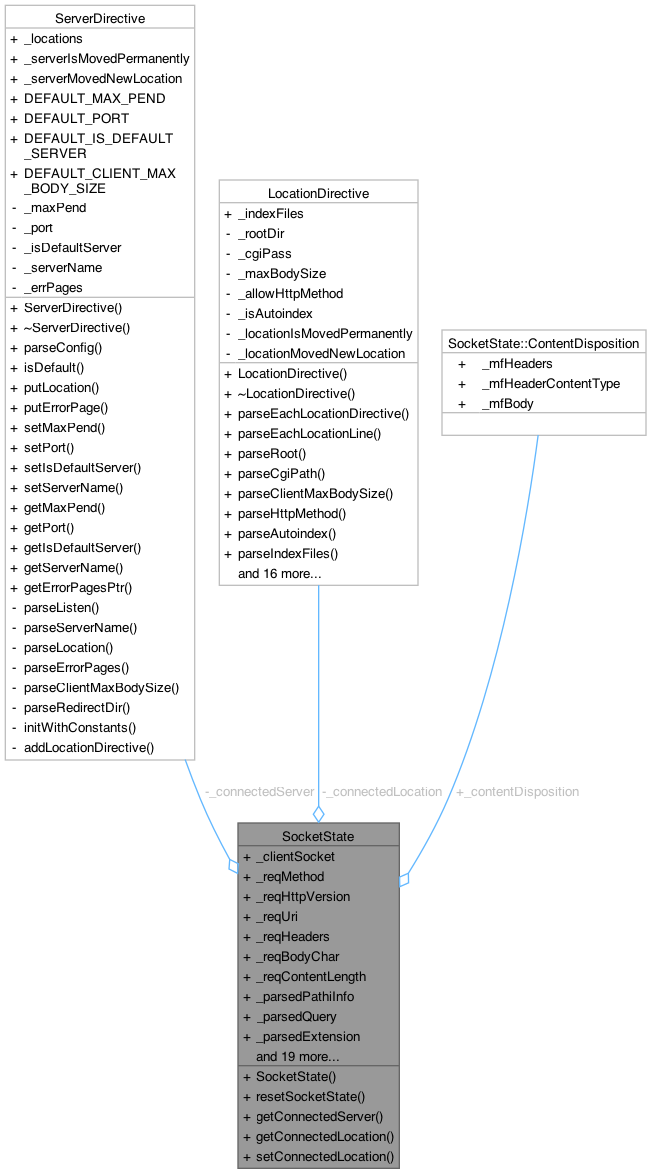 ServerDirective
+ _locations
+ _serverIsMovedPermanently
+ _serverMovedNewLocation
+ DEFAULT_MAX_PEND
+ DEFAULT_PORT
+ DEFAULT_IS_DEFAULT
_SERVER
+ DEFAULT_CLIENT_MAX
_BODY_SIZE
- _maxPend
- _port
- _isDefaultServer
- _serverName
- _errPages
+ ServerDirective()
+ ~ServerDirective()
+ parseConfig()
+ isDefault()
+ putLocation()
+ putErrorPage()
+ setMaxPend()
+ setPort()
+ setIsDefaultServer()
+ setServerName()
+ getMaxPend()
+ getPort()
+ getIsDefaultServer()
+ getServerName()
+ getErrorPagesPtr()
- parseListen()
- parseServerName()
- parseLocation()
- parseErrorPages()
- parseClientMaxBodySize()
- parseRedirectDir()
- initWithConstants()
- addLocationDirective()
LocationDirective
+ _indexFiles
- _rootDir
- _cgiPass
- _maxBodySize
- _allowHttpMethod
- _isAutoindex
- _locationIsMovedPermanently
- _locationMovedNewLocation
+ LocationDirective()
+ ~LocationDirective()
+ parseEachLocationDirective()
+ parseEachLocationLine()
+ parseRoot()
+ parseCgiPath()
+ parseClientMaxBodySize()
+ parseHttpMethod()
+ parseAutoindex()
+ parseIndexFiles()
and 16 more...
SocketState::ContentDisposition
+ _mfHeaders
+ _mfHeaderContentType
+ _mfBody
-_connectedServer
-_connectedLocation
+_contentDisposition
SocketState
+ _clientSocket
+ _reqMethod
+ _reqHttpVersion
+ _reqUri
+ _reqHeaders
+ _reqBodyChar
+ _reqContentLength
+ _parsedPathiInfo
+ _parsedQuery
+ _parsedExtension
and 19 more...
+ SocketState()
+ resetSocketState()
+ getConnectedServer()
+ getConnectedLocation()
+ setConnectedLocation()